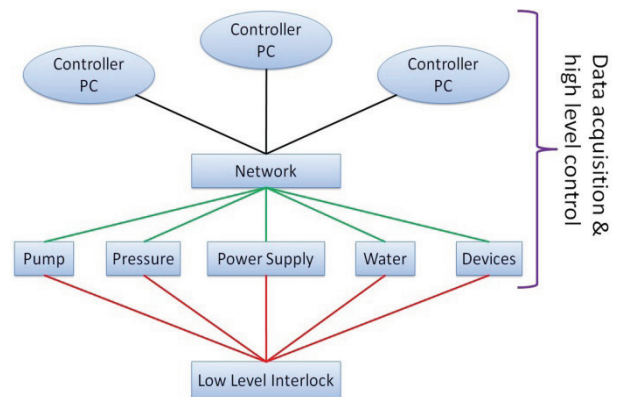 Controller
PC
Controller
PC
Controller
PC
Network
Pump
Pressure
Power Supply
Water
Devices
Low Level Interlock
Data acquisition &
high level control